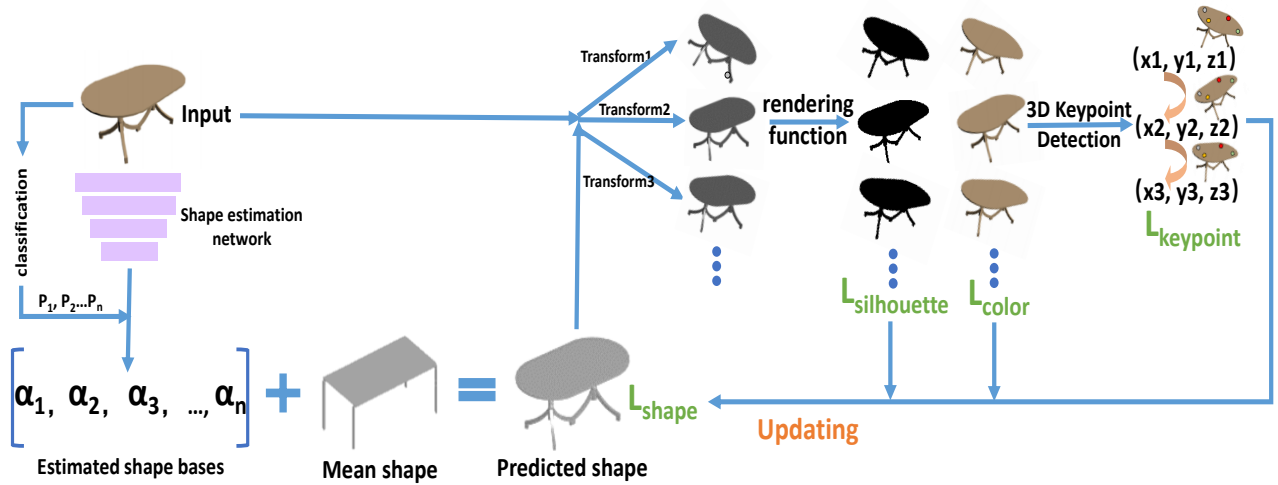 Input
classification
Shape estimation
network
P1, P2...Pn
α1, α2, α3, ..., αn
Estimated shape bases
+
Mean shape
=
Predicted shape
Lshape
Transform1
Transform2
Transform3
rendering
function
Lsilhouette
Lcolor
3D Keypoint
Detection
(x1, y1, z1)
(x2, y2, z2)
(x3, y3, z3)
Lkeypoint
Updating